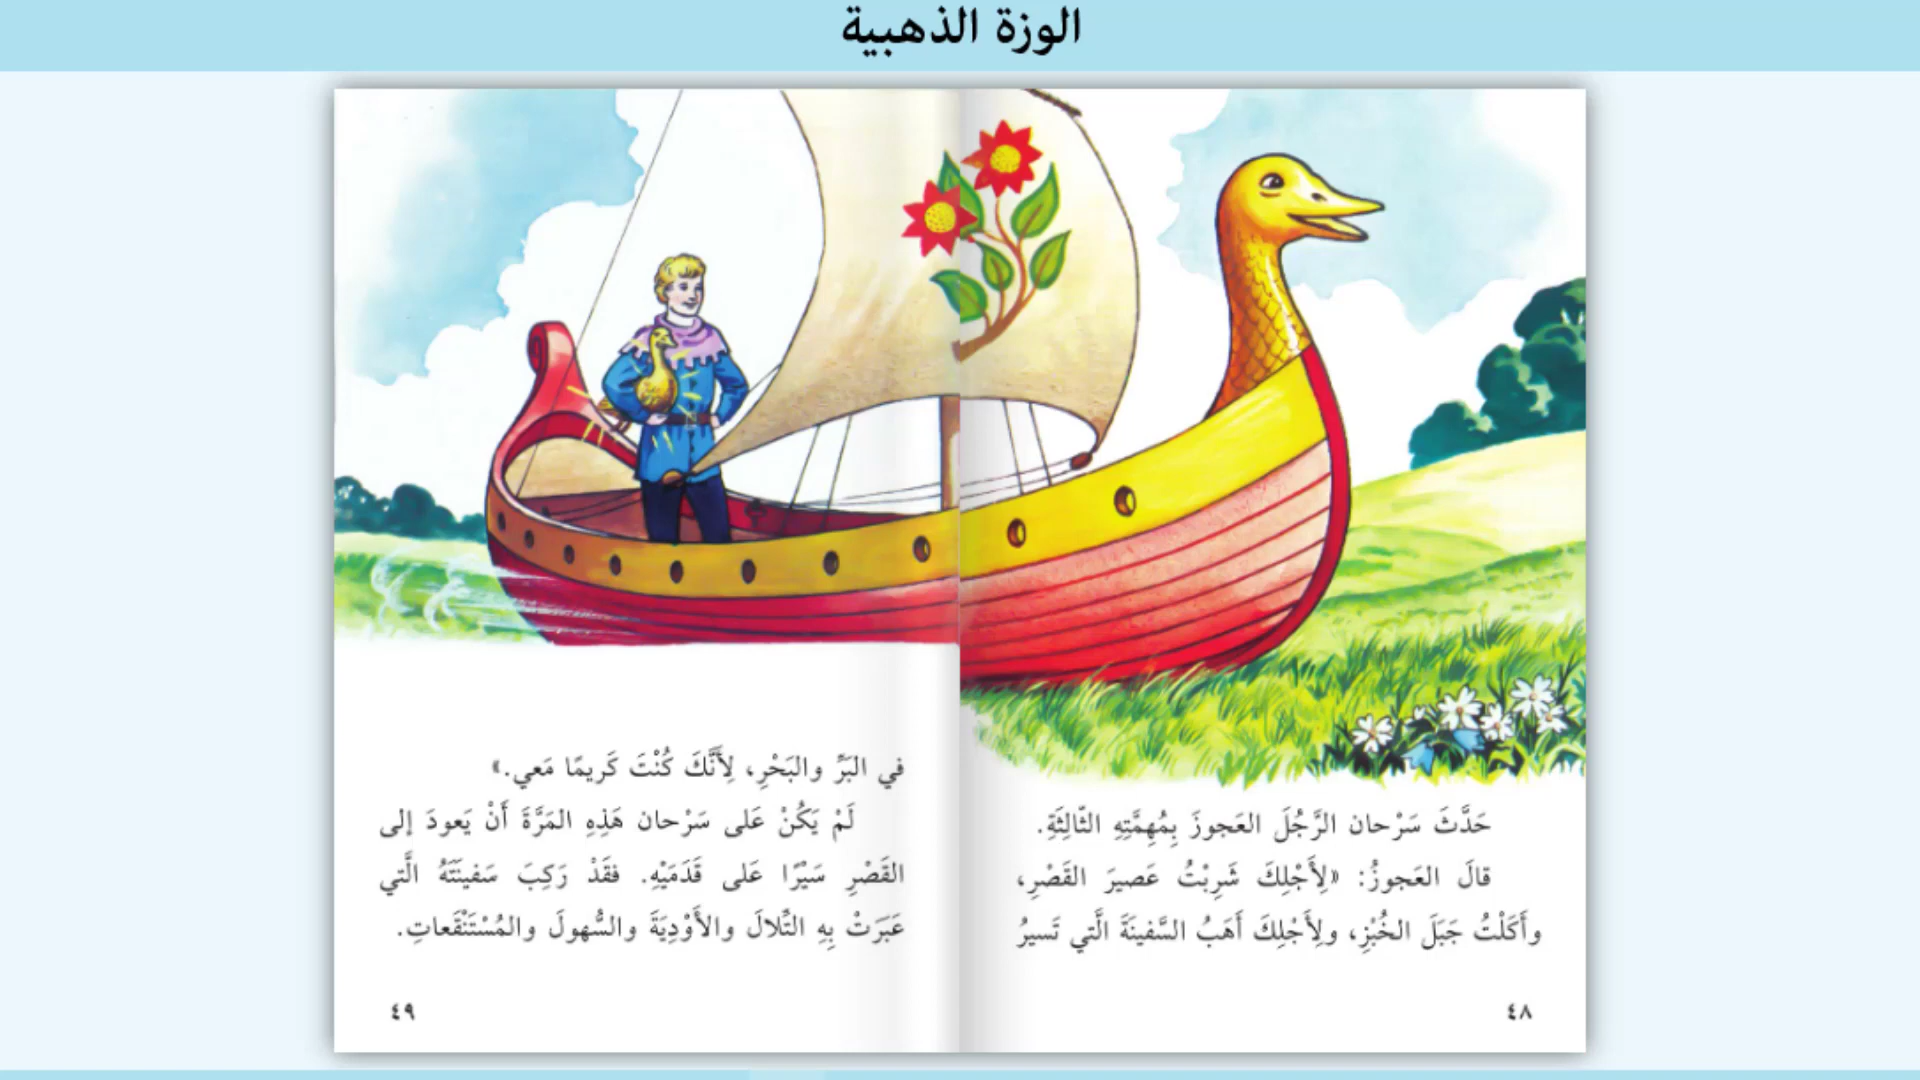 الوزة الذهبية
حَدَّثَ سَرْحان الرَّجُلَ العَجوزَ بِمُهِمَّتِهِ الثّالِثَةِ.
قالَ العَجوزُ: «لِأَجْلِكَ شَرِبْتُ عَصيرَ القَصْرِ،
وأَكَلْتُ جَبَلَ الخُبْزِ، ولِأَجْلِكَ أَهَبُ السَّفينَةَ الَّتي تَسيرُ
٤٨
في البَرِّ والبَحْرِ، لِأَنَّكَ كُنْتَ كَريمًا مَعي.»
لَمْ يَكُنْ عَلى سَرْحان هَذِهِ المَرَّةَ أَنْ يَعودَ إلى
القَصْرِ سَيْرًا عَلى قَدَمَيْهِ. فقَدْ رَكِبَ سَفينَتَهُ الَّتي
عَبَرَتْ بِهِ التِّلالَ والأَوْدِيَةَ والسُّهولَ والمُسْتَنْقَعاتِ.
٤٩